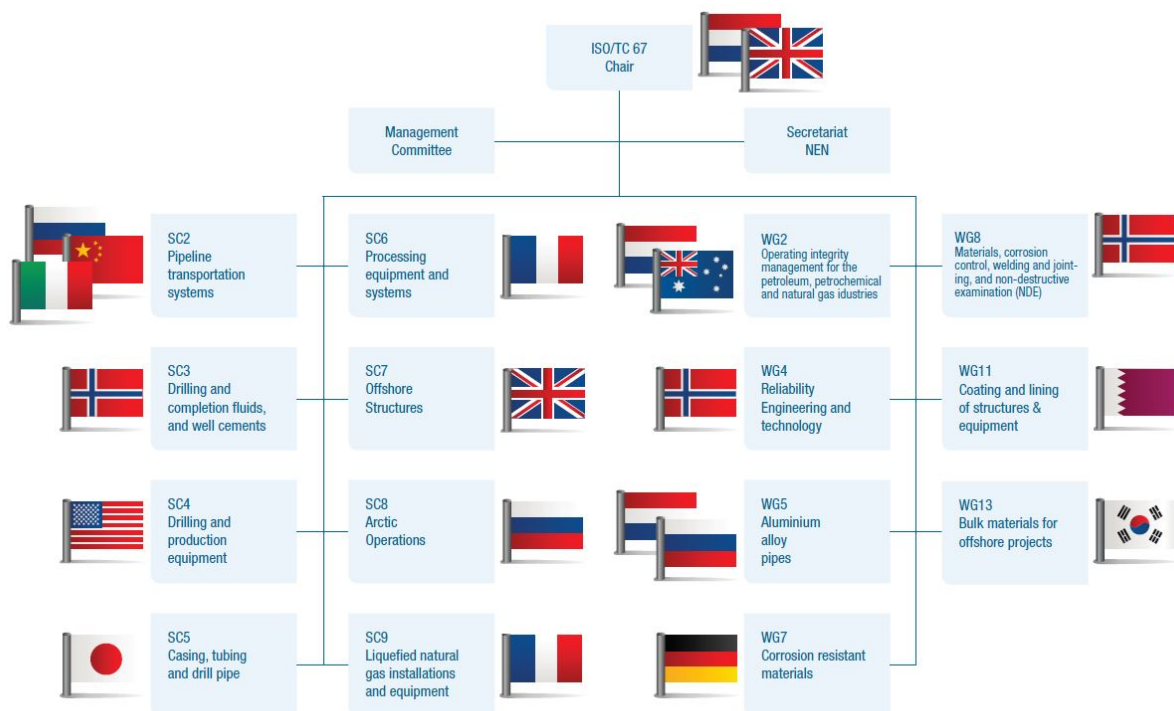 ISO/TC 67
Chair
Management
Committee
Secretariat
NEN
SC2
Pipeline
transportation
systems
SC6
Processing
equipment and
systems
WG2
Operating integrity
management for the
petroleum, petrochemical
and natural gas idustries
WG8
Materials, corrosion
control, welding and joint-
ing, and non-destructive
examination (NDE)
SC3
Drilling and
completion fluids,
and well cements
SC7
Offshore
Structures
WG4
Reliability
Engineering and
technology
WG11
Coating and lining
of structures &
equipment
SC4
Drilling and
production
equipment
SC8
Arctic
Operations
WG5
Aluminium
alloy
pipes
WG13
Bulk materials for
offshore projects
SC5
Casing, tubing
and drill pipe
SC9
Liquefied natural
gas installations
and equipment
WG7
Corrosion resistant
materials